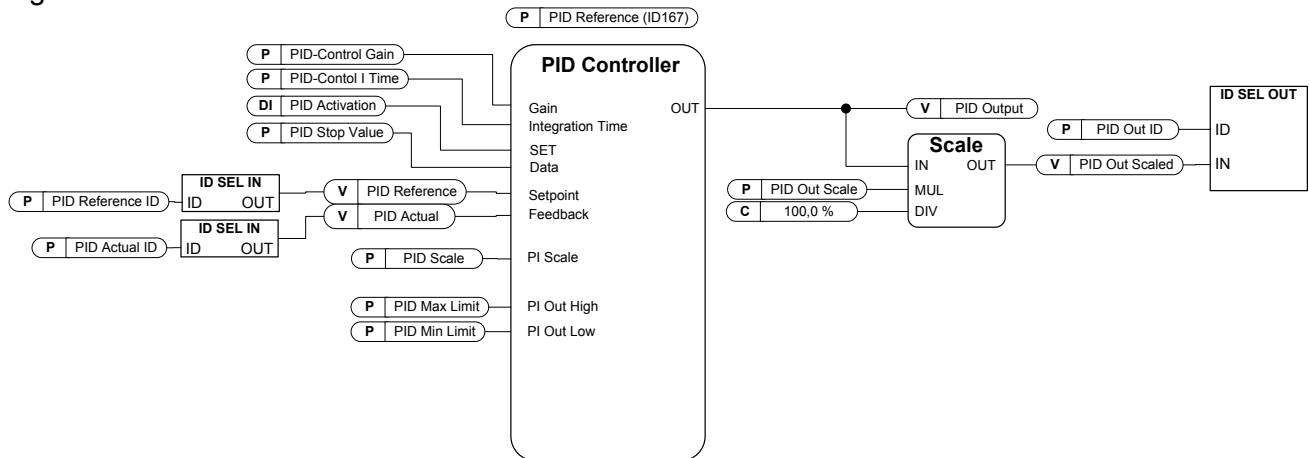 P PID Reference (ID167)
PID Controller
P PID-Control Gain
P PID-Contol I Time
DI PID Activation
P PID Stop Value
Gain OUT
Integration Time
SET
Data
Setpoint
Feedback
PI Scale
PI Out High
PI Out Low
P PID Reference ID
ID SEL IN
ID OUT
V PID Reference
P PID Actual ID
ID SEL IN
ID OUT
V PID Actual
P PID Scale
P PID Max Limit
P PID Min Limit
V PID Output
Scale
IN OUT
MUL
DIV
P PID Out Scale
C 100,0 %
V PID Out Scaled
P PID Out ID
ID SEL OUT
ID
IN